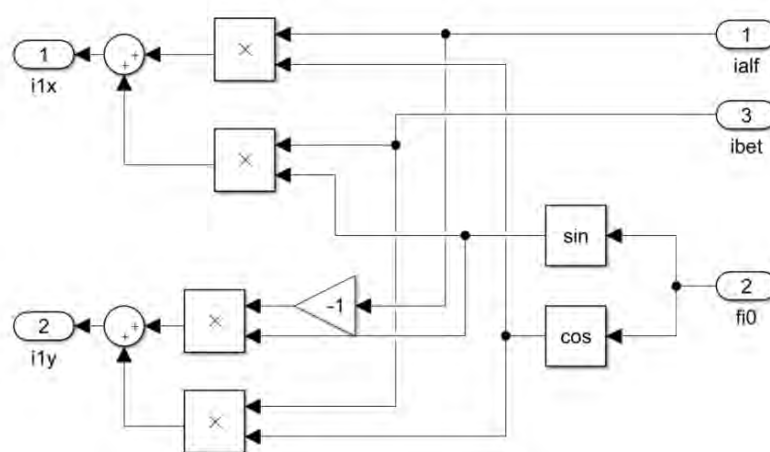 1
i1x
+
+
×
1
ialf
×
3
ibet
sin
2
i1y
+
+
×
-1
cos
2
fi0
×